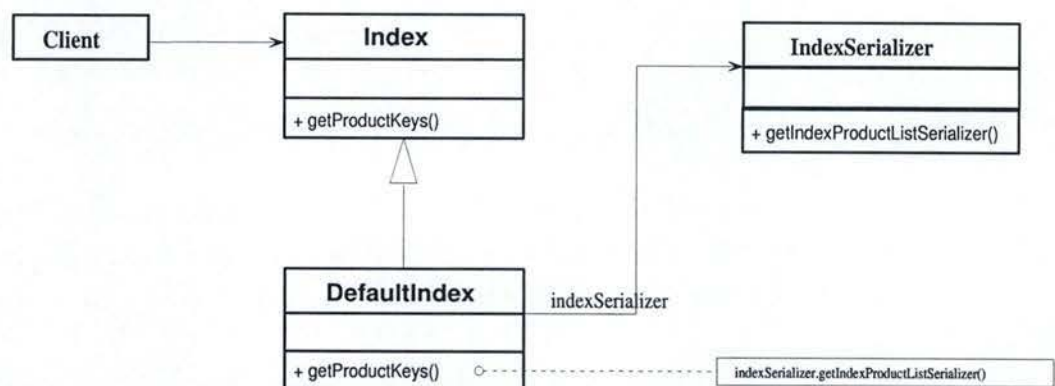 Client
Index
+ getProductKeys()
IndexSerializer
+ getIndexProductListSerializer()
DefaultIndex
indexSerializer
+ getProductKeys()
indexSerializer.getIndexProductListSerializer()